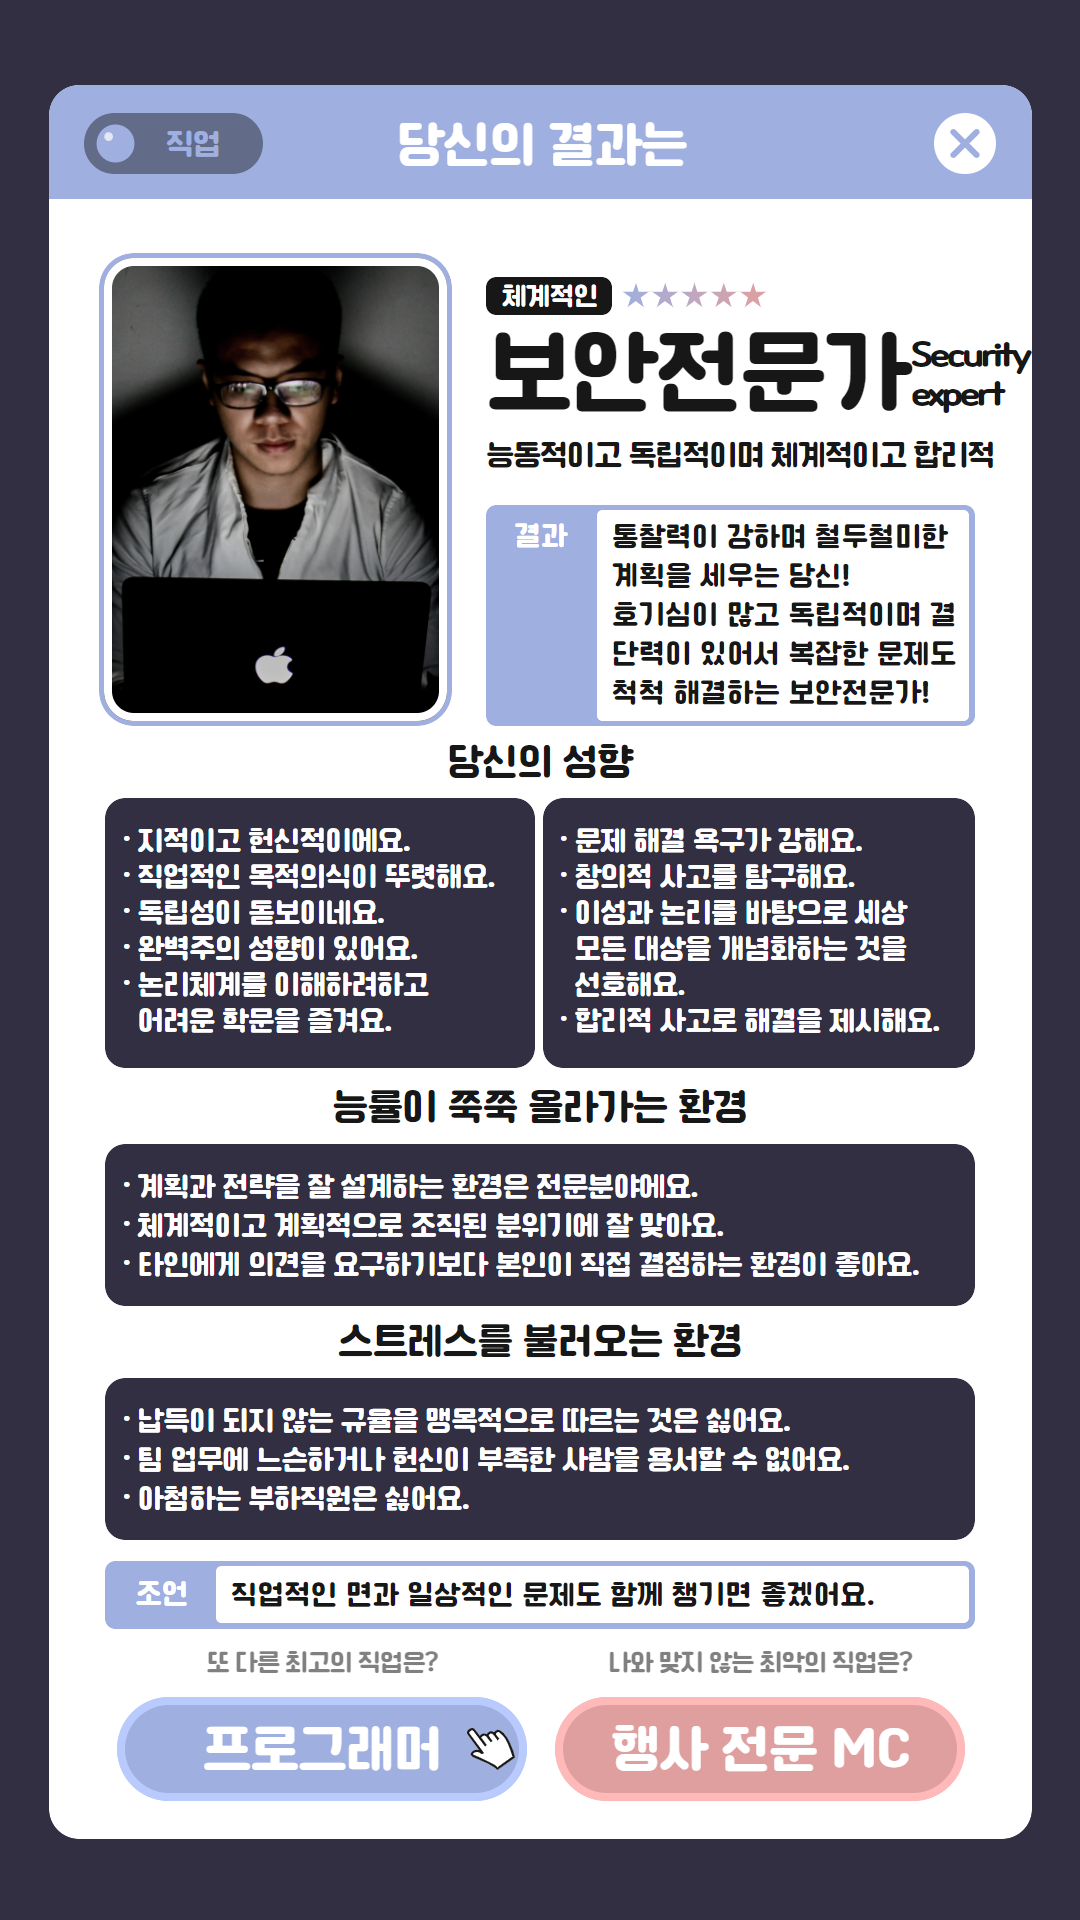 직업
당신의 결과는
체계적인 ★★★★★
보안전문가 Security expert
능동적이고 독립적이며 체계적이고 합리적
결과
통찰력이 강하며 철두철미한
계획을 세우는 당신!
호기심이 많고 독립적이며 결
단력이 있어서 복잡한 문제도
척척 해결하는 보안전문가!
당신의 성향
· 지적이고 헌신적이에요.
· 직업적인 목적의식이 뚜렷해요.
· 독립성이 돋보이네요.
· 완벽주의 성향이 있어요.
· 논리체계를 이해하려하고
어려운 학문을 즐겨요.
· 문제 해결 욕구가 강해요.
· 창의적 사고를 탐구해요.
· 이성과 논리를 바탕으로 세상
모든 대상을 개념화하는 것을
선호해요.
· 합리적 사고로 해결을 제시해요.
능률이 쭉쭉 올라가는 환경
· 계획과 전략을 잘 설계하는 환경은 전문분야에요.
· 체계적이고 계획적으로 조직된 분위기에 잘 맞아요.
· 타인에게 의견을 요구하기보다 본인이 직접 결정하는 환경이 좋아요.
스트레스를 불러오는 환경
· 납득이 되지 않는 규율을 맹목적으로 따르는 것은 싫어요.
· 팀 업무에 느슨하거나 헌신이 부족한 사람을 용서할 수 없어요.
· 아첨하는 부하직원은 싫어요.
조언
직업적인 면과 일상적인 문제도 함께 챙기면 좋겠어요.
또 다른 최고의 직업은?
프로그래머
나와 맞지 않는 최악의 직업은?
행사 전문 MC